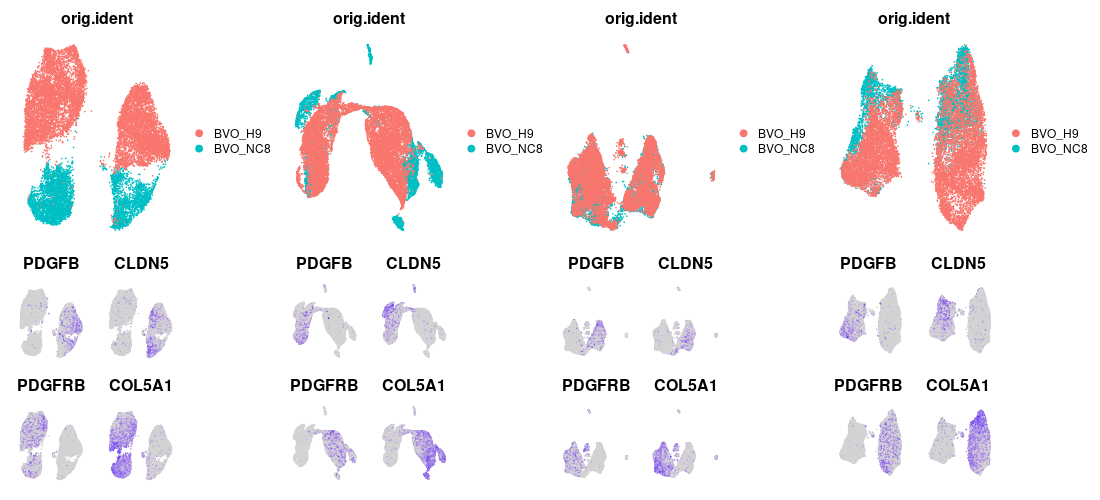 orig.ident orig.ident orig.ident orig.ident
BVO_H9 BVO_H9 BVO_H9 BVO_H9
BVO_NC8 BVO_NC8 BVO_NC8 BVO_NC8
PDGFB CLDN5 PDGFB CLDN5 PDGFB CLDN5 PDGFB CLDN5
PDGFRB COL5A1 PDGFRB COL5A1 PDGFRB COL5A1 PDGFRB COL5A1